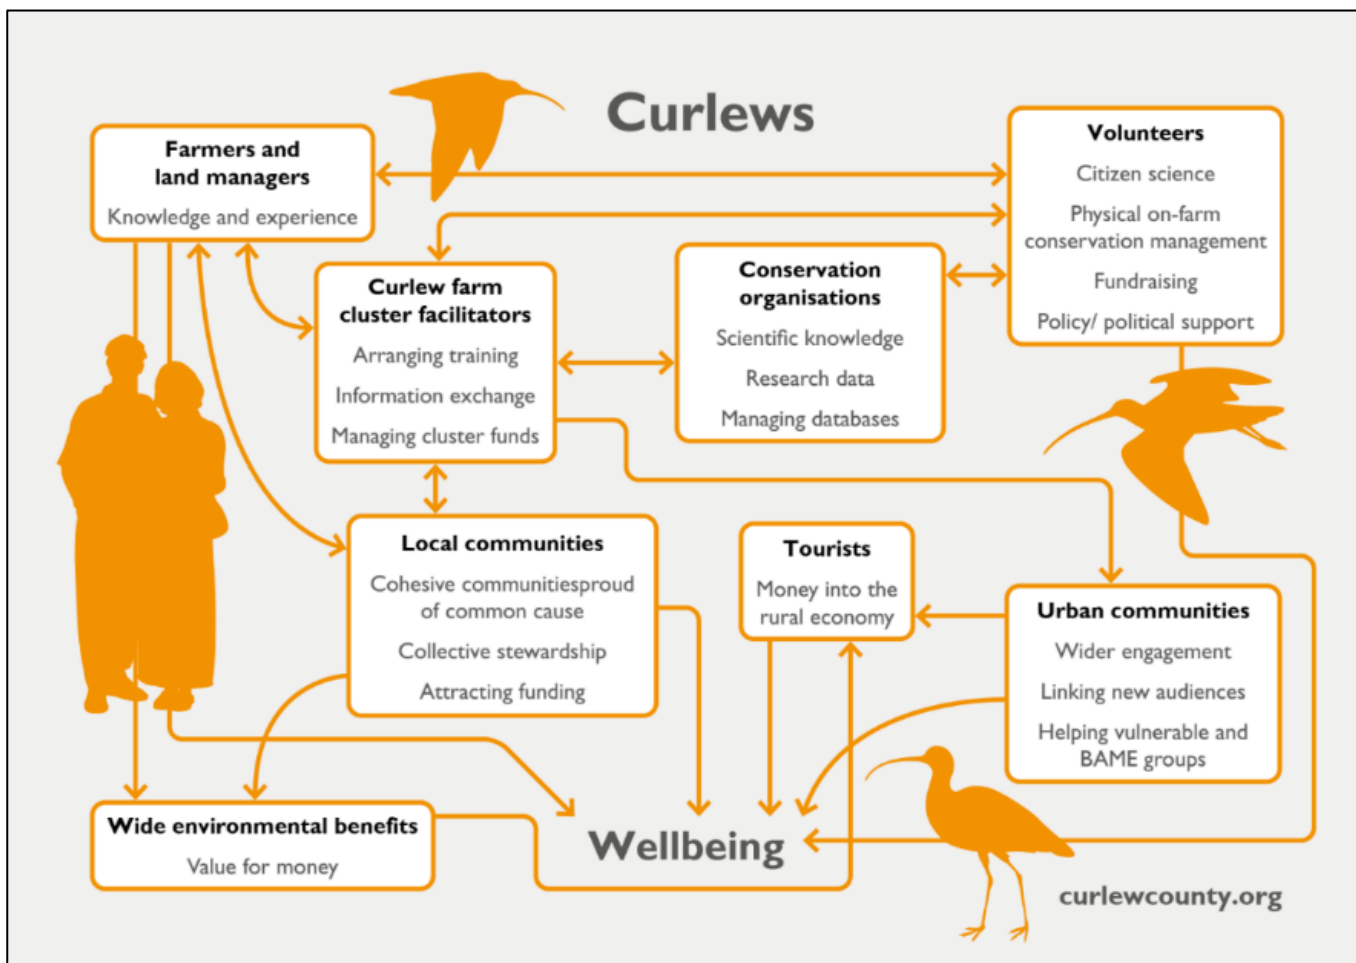 Curlews
Farmers and
land managers
Knowledge and experience
Volunteers
Citizen science
Physical on-farm
conservation management
Fundraising
Policy/ political support
Curlew farm
cluster facilitators
Arranging training
Information exchange
Managing cluster funds
Conservation
organisations
Scientific knowledge
Research data
Managing databases
Local communities
Cohesive communitiesproud
of common cause
Collective stewardship
Attracting funding
Tourists
Money into the
rural economy
Urban communities
Wider engagement
Linking new audiences
Helping vulnerable and
BAME groups
Wide environmental benefits
Value for money
Wellbeing
curlewcounty.org